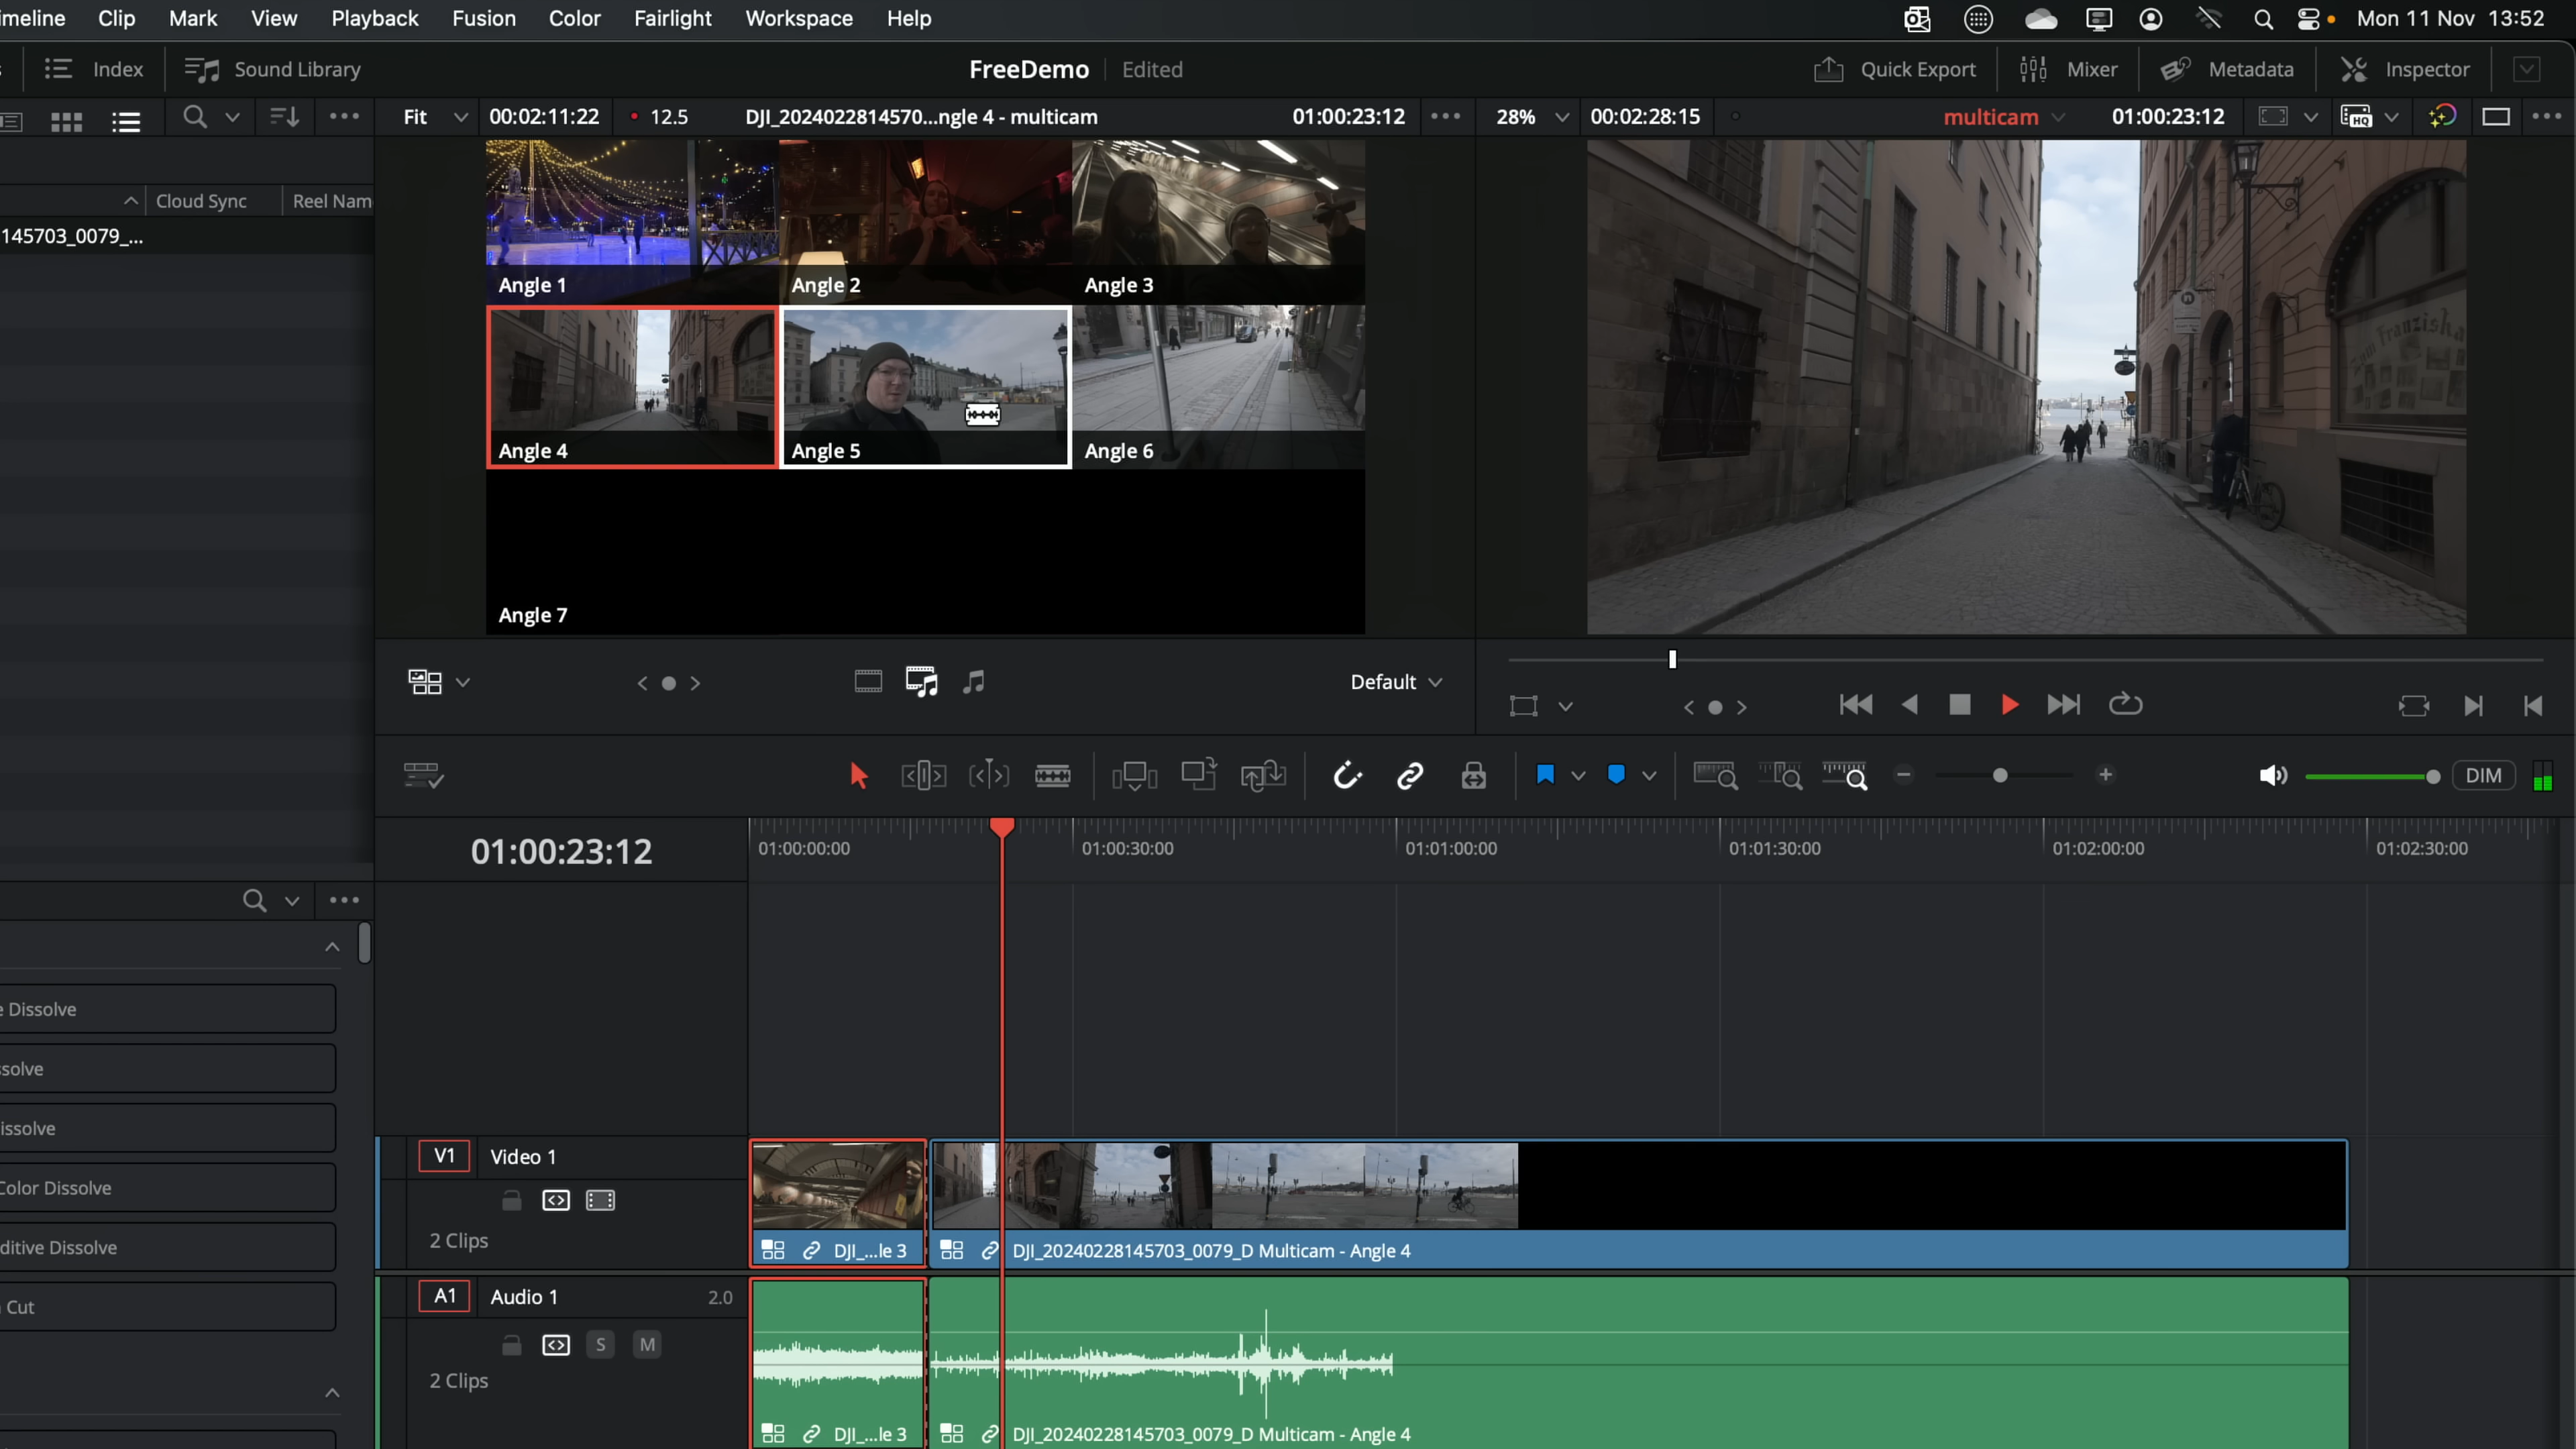 imeline Clip Mark View Playback Fusion Color Fairlight Workspace Help Mon 11 Nov 13:52
Index Sound Library FreeDemo Edited Quick Export Mixer Metadata Inspector
Fit 00:02:11:22 12.5 DJI_2024022814570...ngle 4 - multicam 01:00:23:12 28% 00:02:28:15 multicam 01:00:23:12
HQ
Cloud Sync Reel Nam
145703_0079_...
Angle 1 Angle 2 Angle 3
Angle 4 Angle 5 Angle 6
Angle 7
zum Franziska
Default
DIM
01:00:23:12
01:00:00:00 01:00:30:00 01:01:00:00 01:01:30:00 01:02:00:00 01:02:30:00
e Dissolve
ssolve
issolve
Color Dissolve
ditive Dissolve
Cut
V1 Video 1
2 Clips
DJI_...le 3 DJI_20240228145703_0079_D Multicam - Angle 4
A1 Audio 1 2.0
S M
2 Clips
DJI_...le 3 DJI_20240228145703_0079_D Multicam - Angle 4